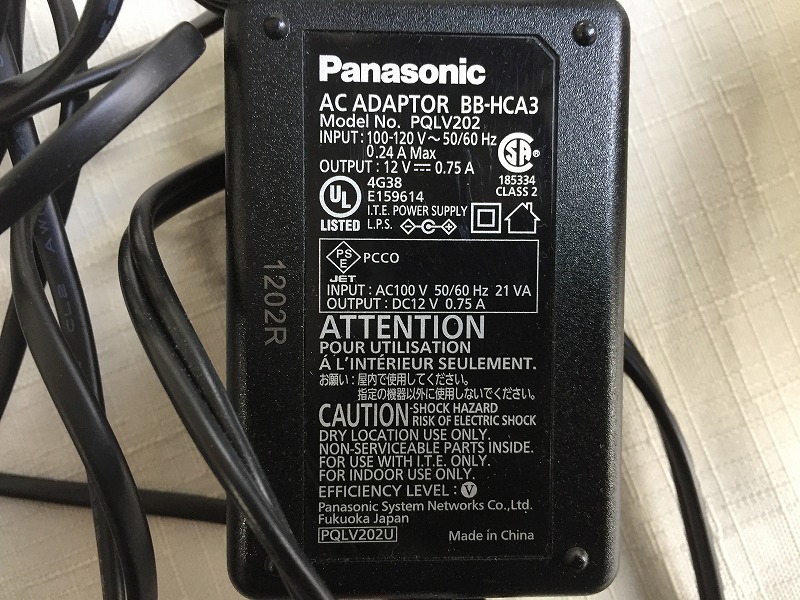 Panasonic
AC ADAPTOR BB-HCA3
Model No. PQLV202
INPUT: 100-120 V～50/60 Hz
0.24 A Max
OUTPUT: 12 V⎓ 0.75 A
SA®
185334
CLASS 2
UL
LISTED
4G38
E159614
I.T.E. POWER SUPPLY
L.P.S.
PS
E
JET
PCCO
INPUT: AC100 V 50/60 Hz 21 VA
OUTPUT: DC12 V 0.75 A
1202R
ATTENTION
POUR UTILISATION
Á L'INTÉRIEUR SEULEMENT.
お願い：屋内で使用してください。
指定の機器以外に使用しないでください。
CAUTION -SHOCK HAZARD
RISK OF ELECTRIC SHOCK
DRY LOCATION USE ONLY.
NON-SERVICEABLE PARTS INSIDE.
FOR USE WITH I.T.E. ONLY.
FOR INDOOR USE ONLY.
EFFICIENCY LEVEL: V
Panasonic System Networks Co.,Ltd.
Fukuoka Japan
PQLV202U
Made in China